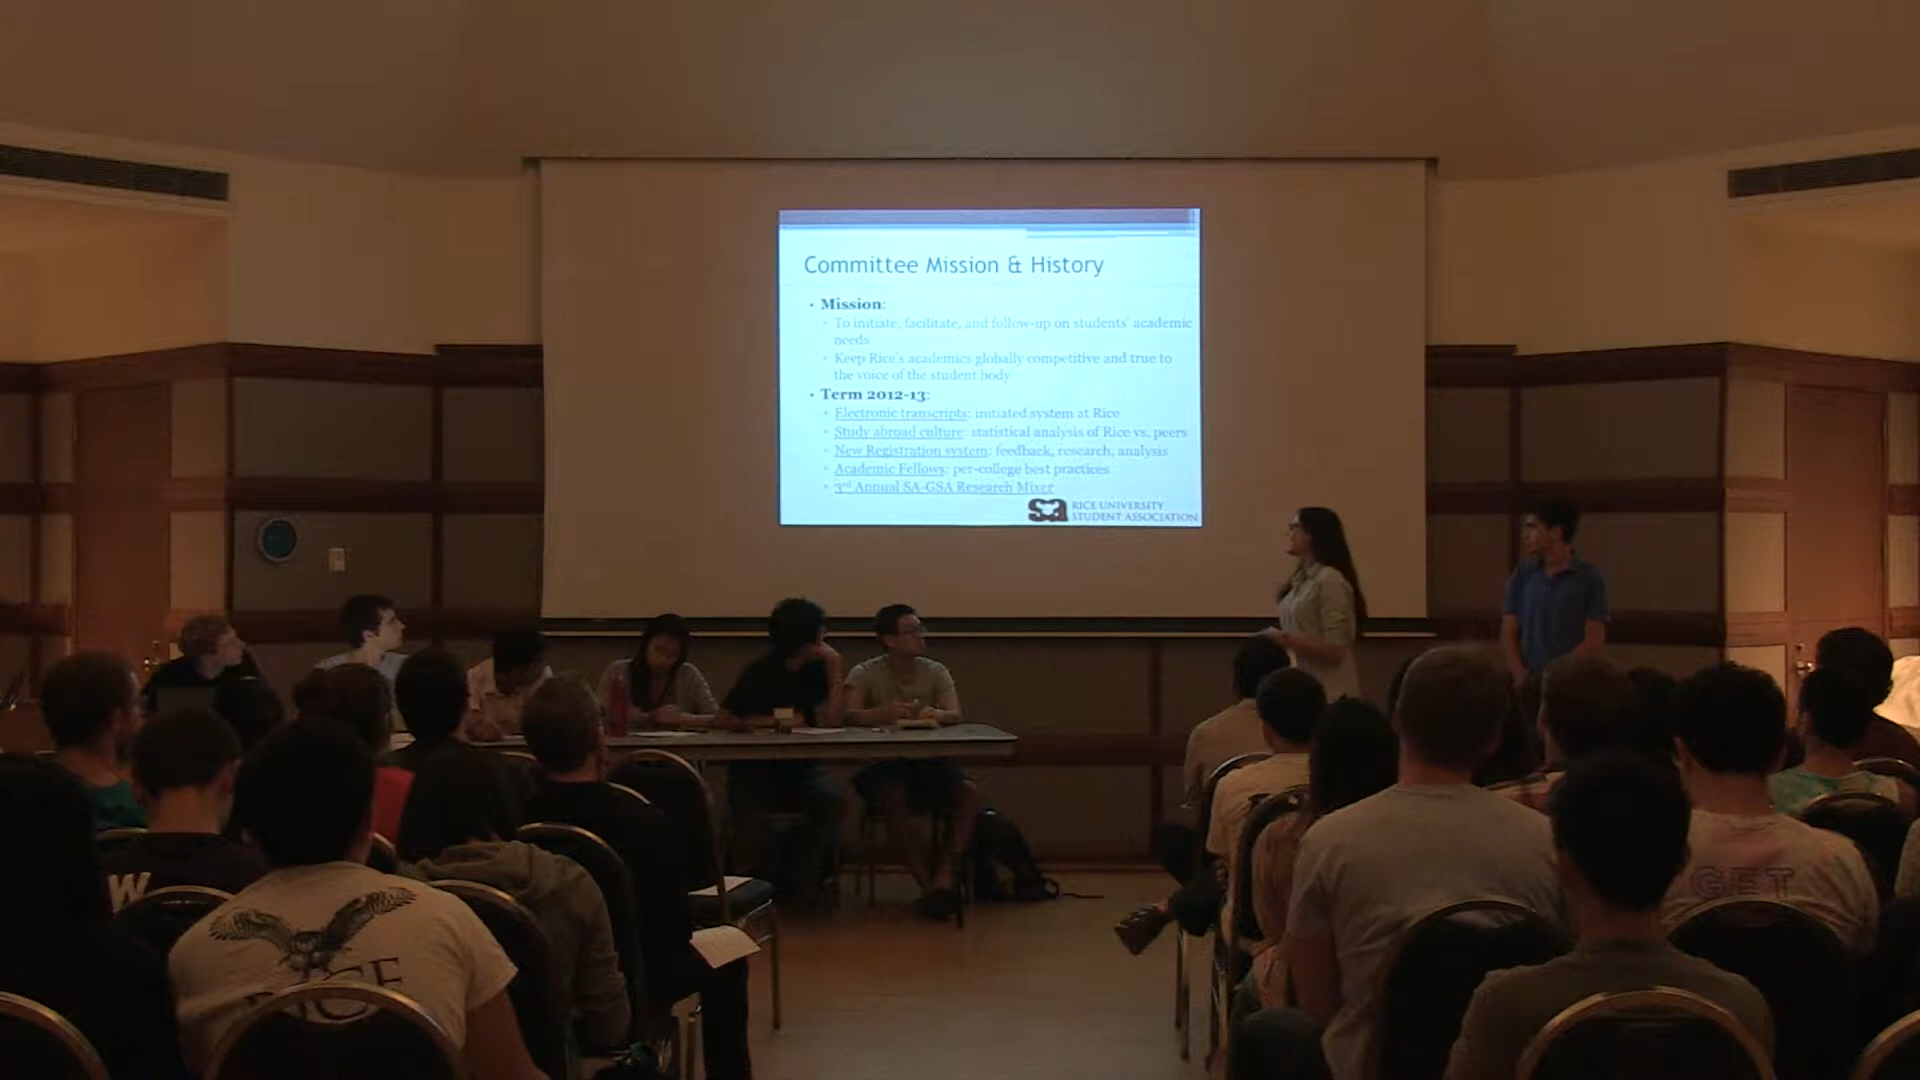 Committee Mission & History
• Mission:
• To initiate, facilitate, and follow-up on students' academic
needs
• Keep Rice's academics globally competitive and true to
the voice of the student body
• Term 2012-13:
• Electronic transcripts: initiated system at Rice
• Study abroad culture: statistical analysis of Rice vs. peers
• New Registration system: feedback, research, analysis
• Academic Fellows: per-college best practices
• 3rd Annual SA-GSA Research Mixer
sa RICE UNIVERSITY
STUDENT ASSOCIATION
W
RICE
GET